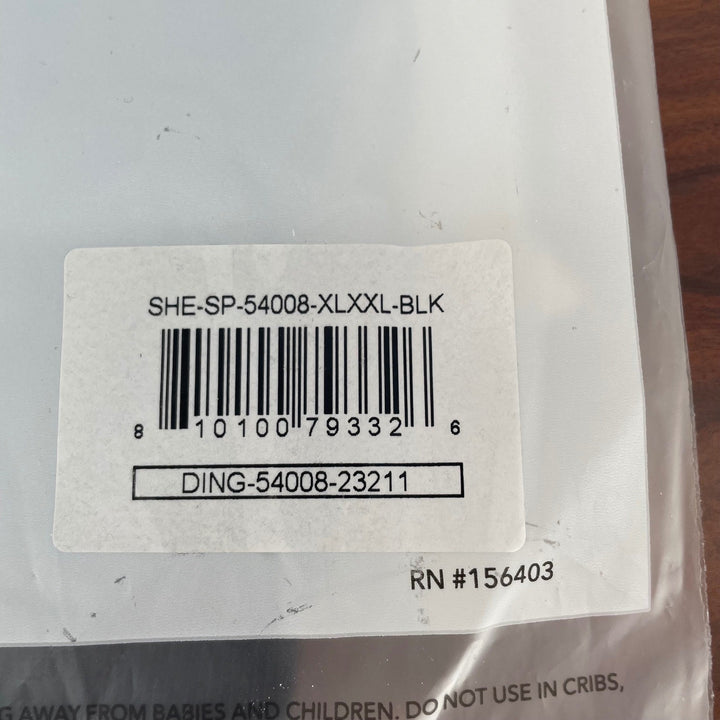 SHE-SP-54008-XLXXL-BLK
8 10100 79332 6
DING-54008-23211
RN #156403
AWAY FROM BABIES AND CHILDREN. DO NOT USE IN CRIBS,